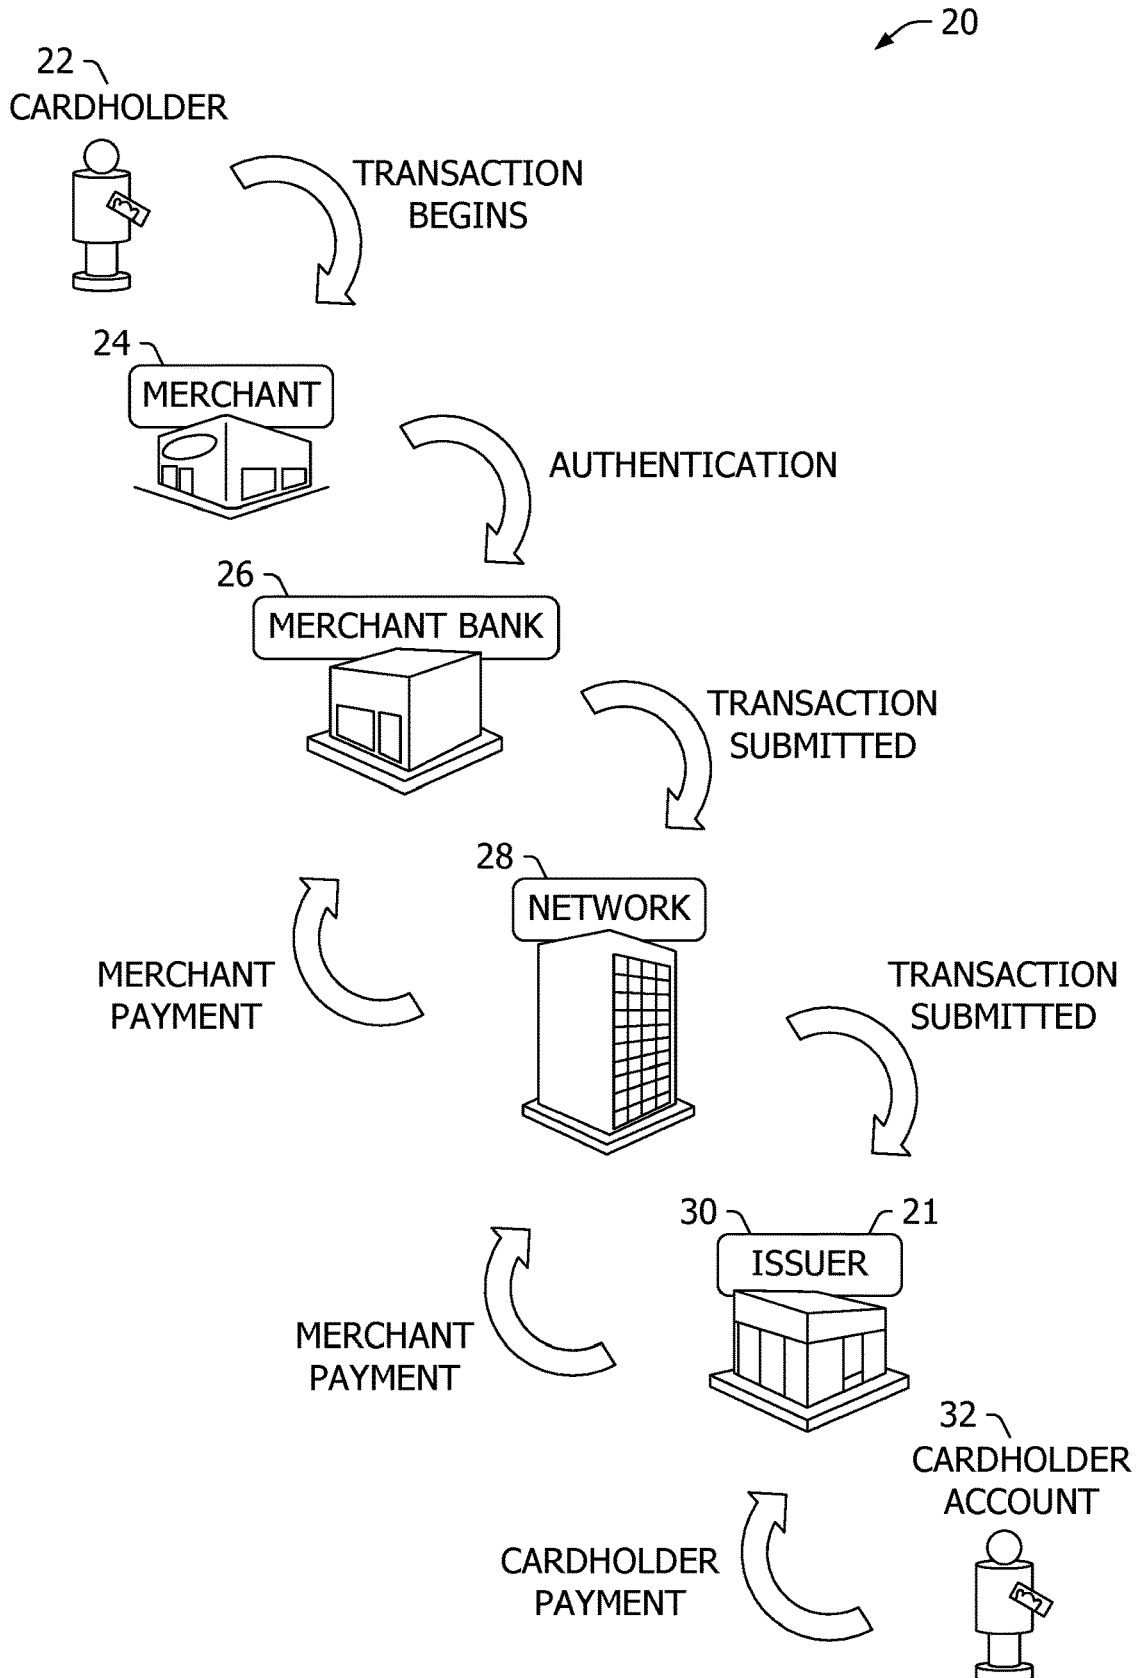 20
22
CARDHOLDER
TRANSACTION
BEGINS
24
MERCHANT
AUTHENTICATION
26
MERCHANT BANK
TRANSACTION
SUBMITTED
28
NETWORK
MERCHANT
PAYMENT
TRANSACTION
SUBMITTED
30
21
ISSUER
MERCHANT
PAYMENT
32
CARDHOLDER
ACCOUNT
CARDHOLDER
PAYMENT